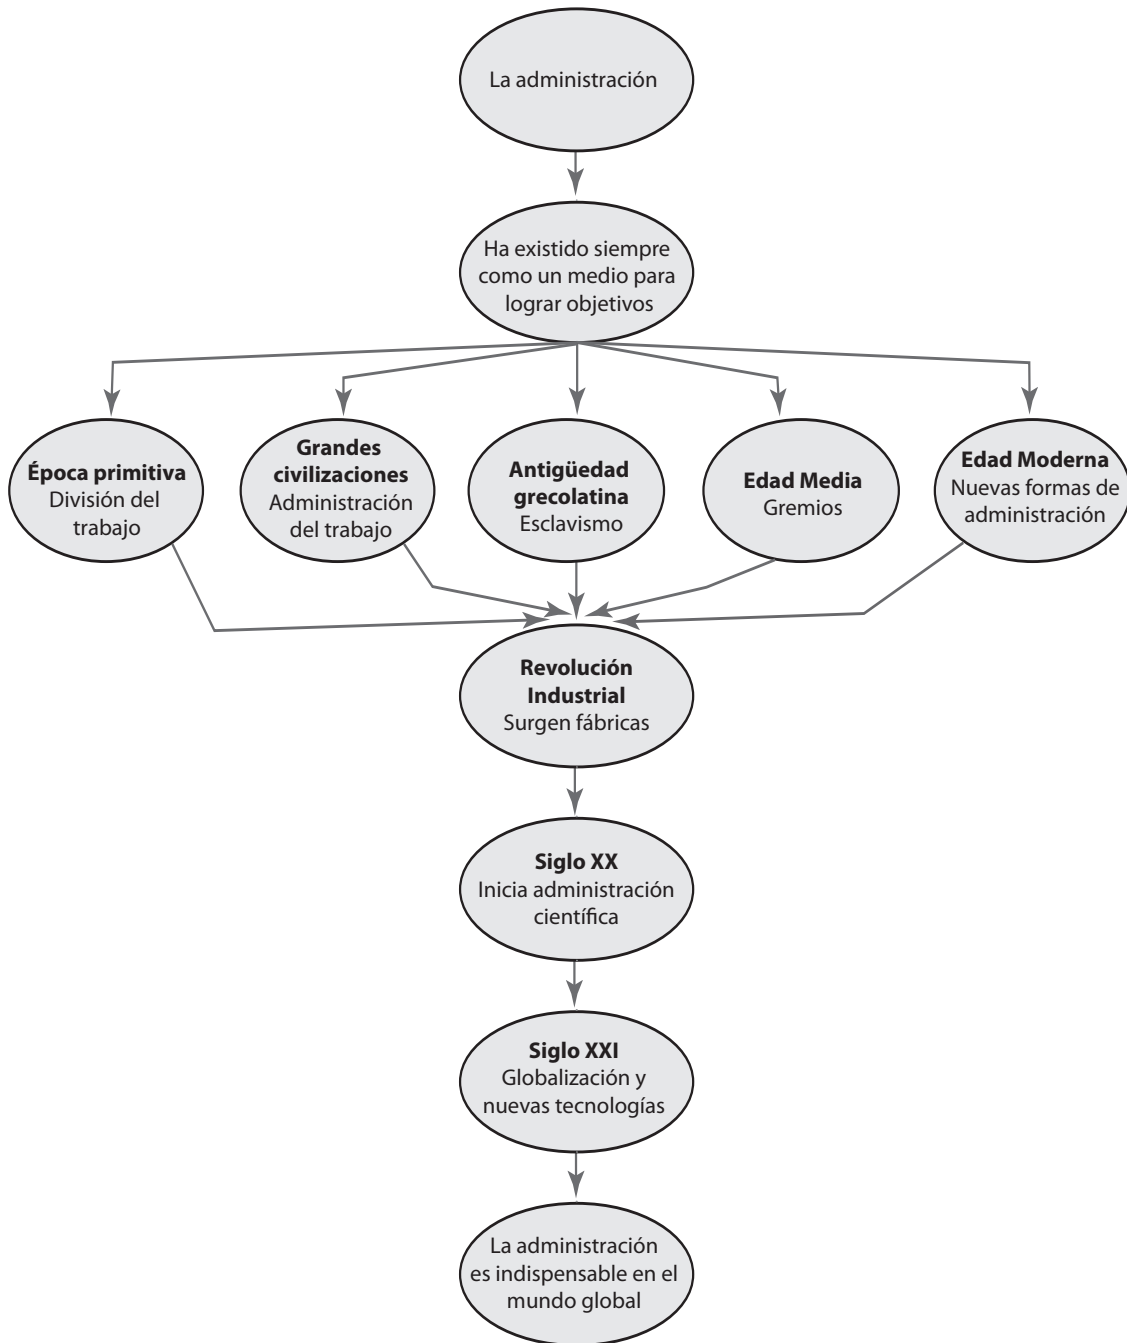 La administración
Ha existido siempre
como un medio para
lograr objetivos
Época primitiva
División del
trabajo
Grandes
civilizaciones
Administración
del trabajo
Antigüedad
grecolatina
Esclavismo
Edad Media
Gremios
Edad Moderna
Nuevas formas de
administración
Revolución
Industrial
Surgen fábricas
Siglo XX
Inicia administración
científica
Siglo XXI
Globalización y
nuevas tecnologías
La administración
es indispensable en el
mundo global